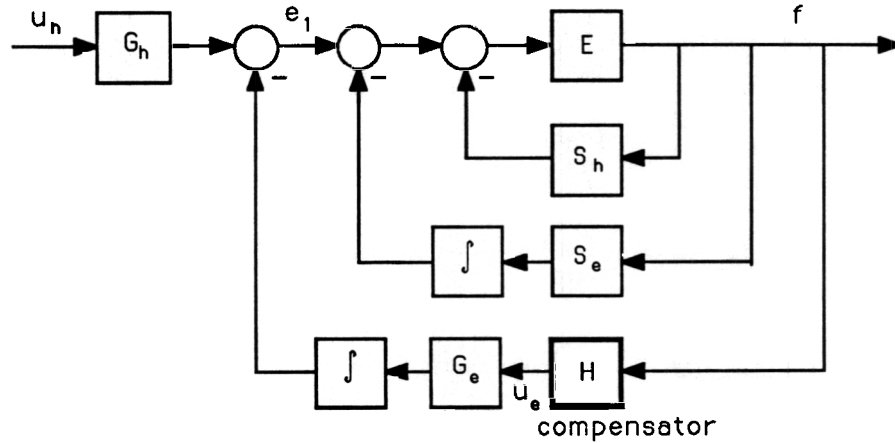 u_h
G_h
e_1
E
f
S_h
∫
S_e
∫
G_e
u_e
H
compensator